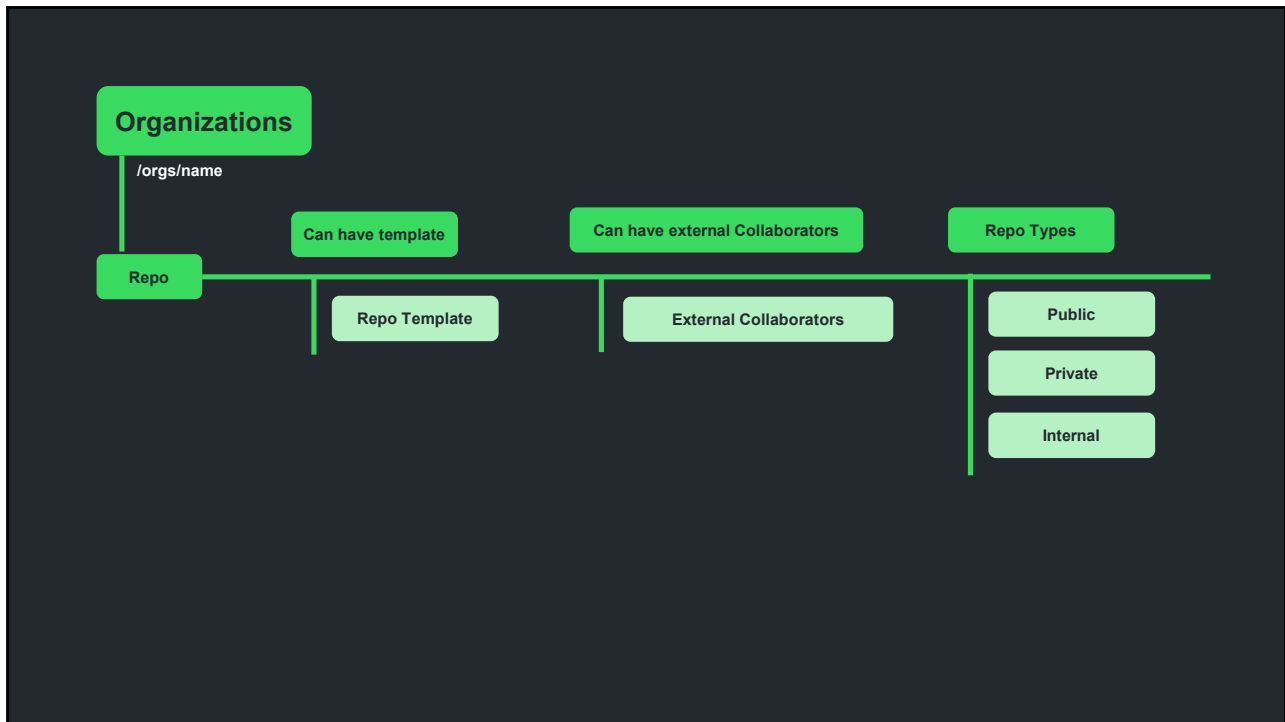 Organizations
/orgs/name
Can have template
Can have external Collaborators
Repo Types
Repo
Repo Template
External Collaborators
Public
Private
Internal